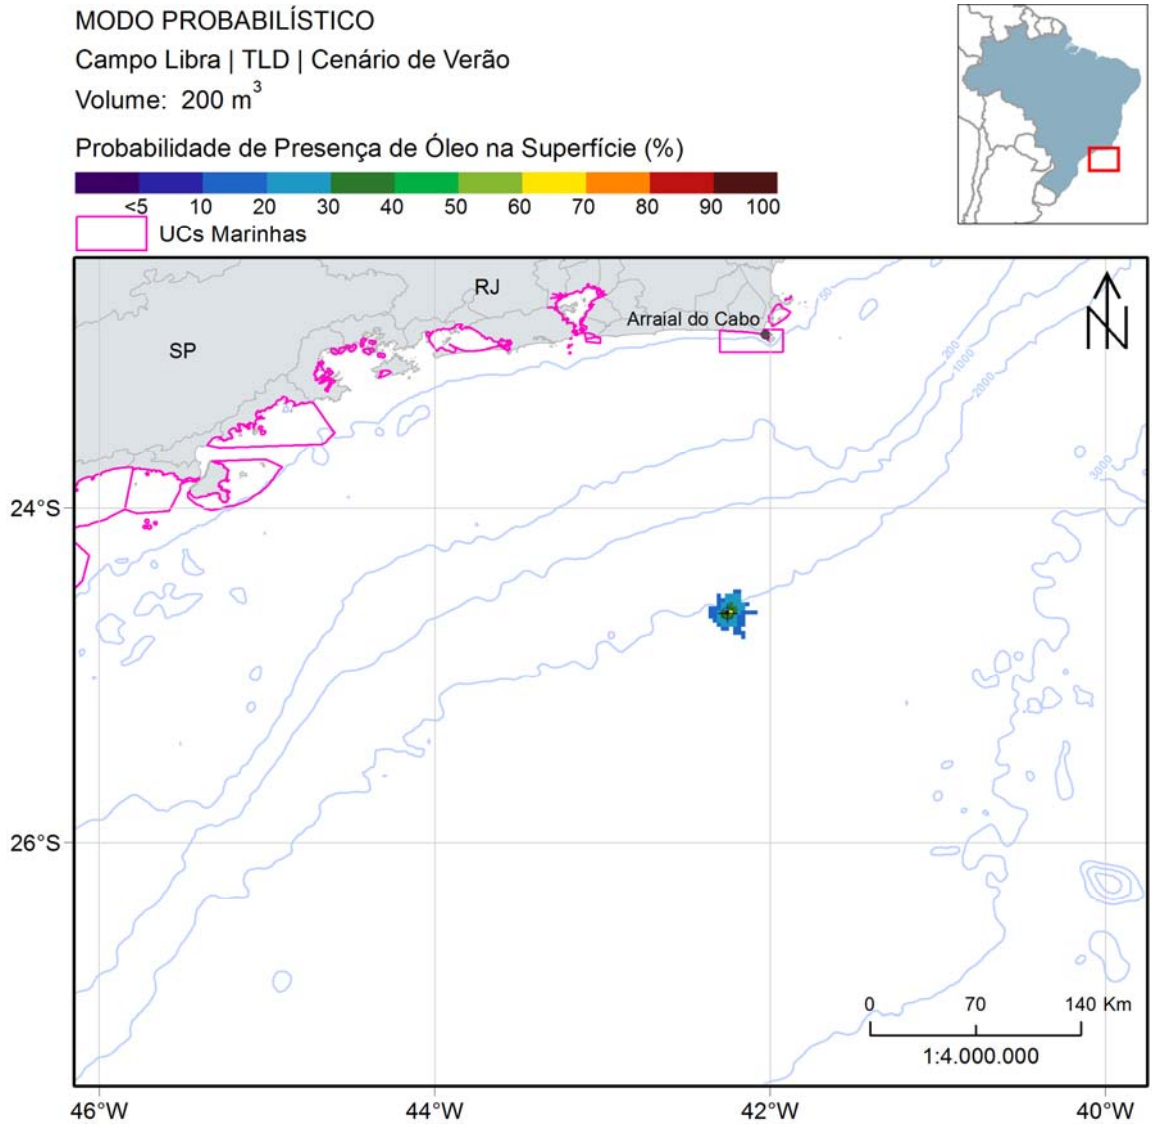 MODO PROBABILÍSTICO
Campo Libra | TLD | Cenário de Verão
Volume: 200 m³
Probabilidade de Presença de Óleo na Superfície (%)
<5 10 20 30 40 50 60 70 80 90 100
UCs Marinhas
RJ
50
Arraial do Cabo
N
SP
200
1000
2000
3000
24°S
26°S
0 70 140 Km
1:4.000.000
46°W 44°W 42°W 40°W